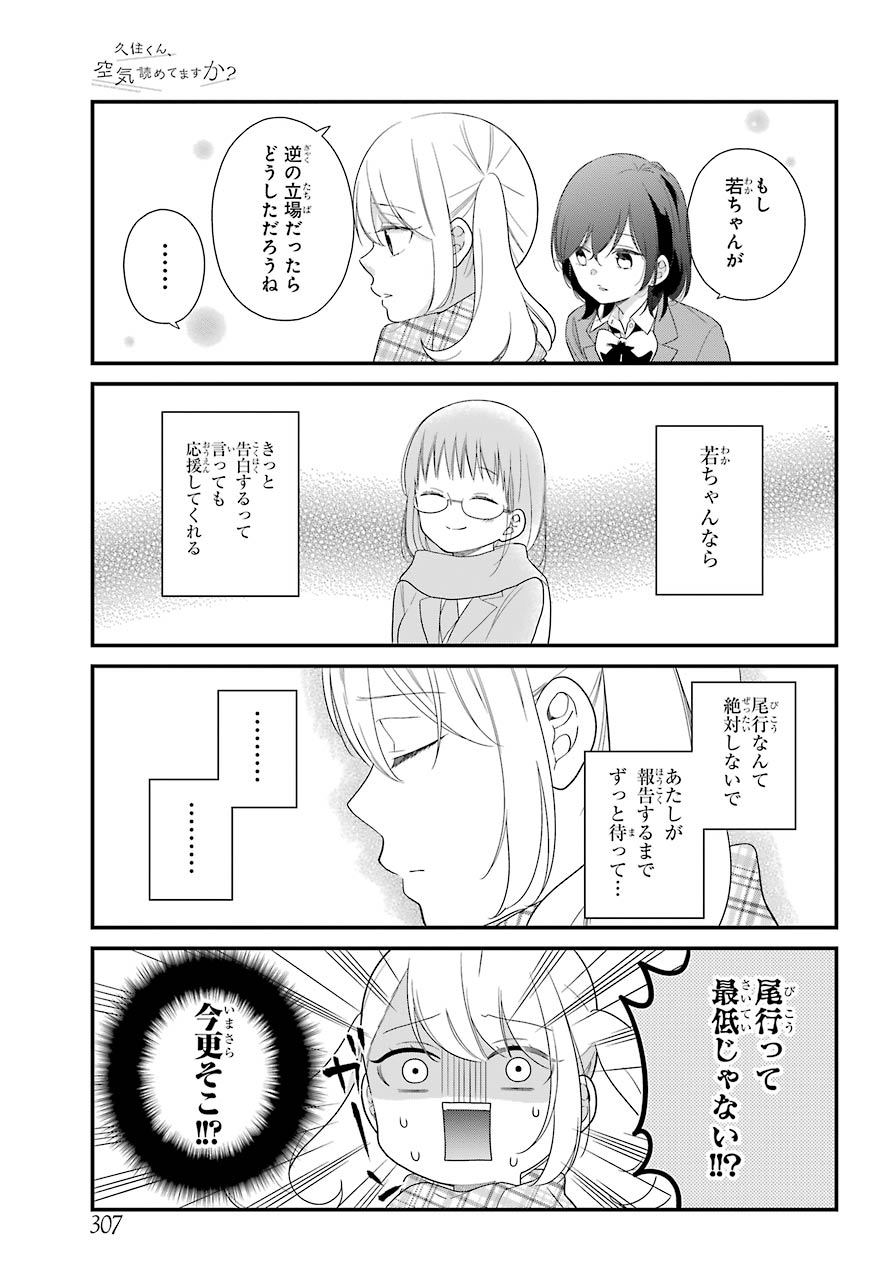 久住くん、
空気読めてますか?
もし
若ちゃんが
逆の立場だったら
どうしただろうね
……
若ちゃんなら
きっと
告白するって
言っても
応援してくれる
尾行なんて
絶対しないで
あたしが
報告するまで
ずっと待って…
………
………
尾行って
最低じゃない!!?
ガーン
今更そこ!!!?
307